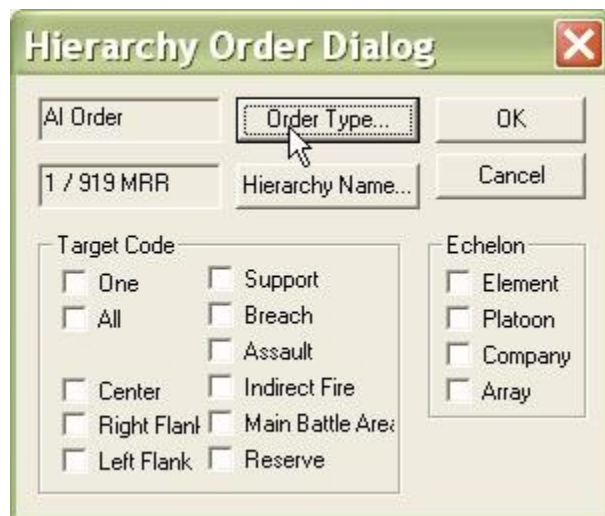 Hierarchy Order Dialog
AI Order
Order Type...
OK
1 / 919 MRR
Hierarchy Name...
Cancel
Target Code
One
All
Center
Right Flank
Left Flank
Support
Breach
Assault
Indirect Fire
Main Battle Area
Reserve
Echelon
Element
Platoon
Company
Array